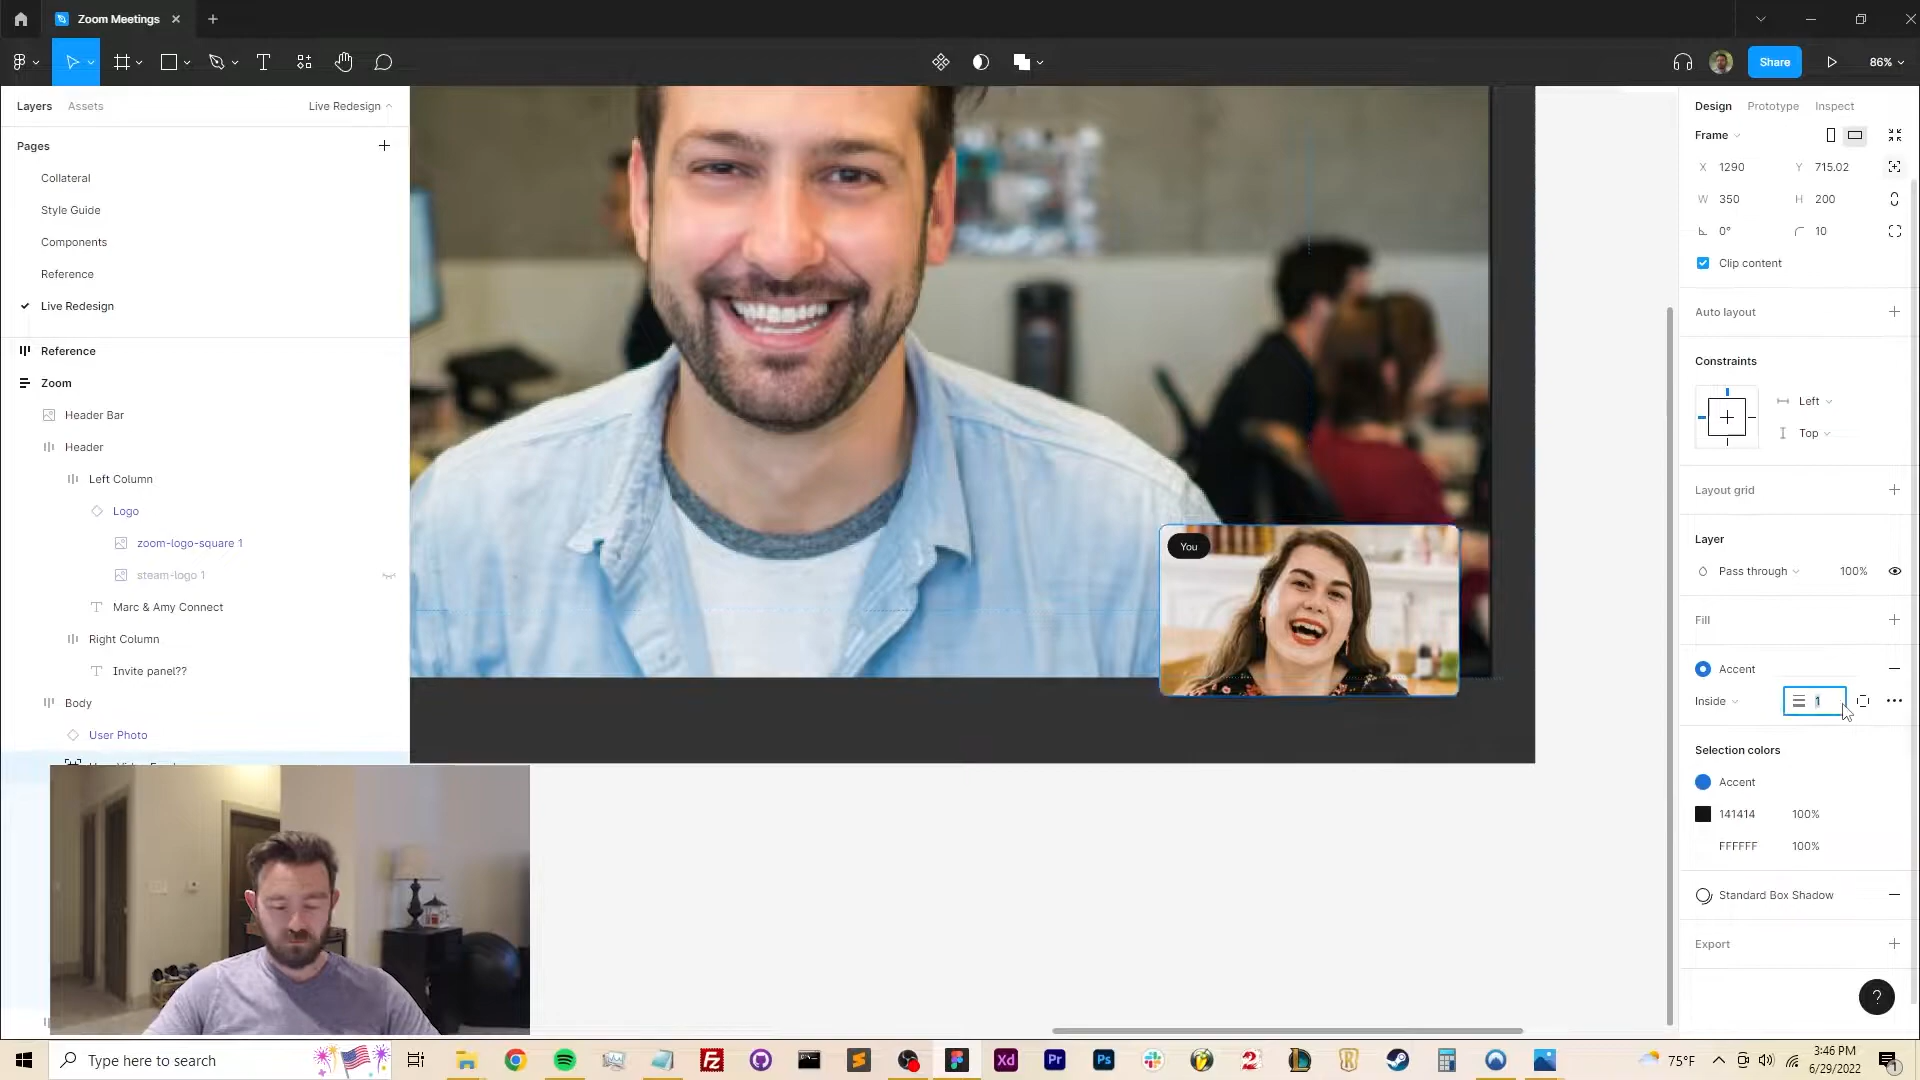 Zoom Meetings
Share
86%
Layers
Assets
Live Redesign
Pages
Collateral
Style Guide
Components
Reference
Live Redesign
Reference
Zoom
Header Bar
Header
Left Column
Logo
zoom-logo-square 1
steam-logo 1
Marc & Amy Connect
Right Column
Invite panel??
Body
User Photo
You
Design
Prototype
Inspect
Frame
X 1290
Y 715.02
W 350
H 200
0°
10
Clip content
Auto layout
Constraints
Left
Top
Layout grid
Layer
Pass through
100%
Fill
Accent
Inside
1
Selection colors
Accent
141414
100%
FFFFFF
100%
Standard Box Shadow
Export
?
Type here to search
Xd
Pr
Ps
75°F
3:46 PM
6/29/2022
1